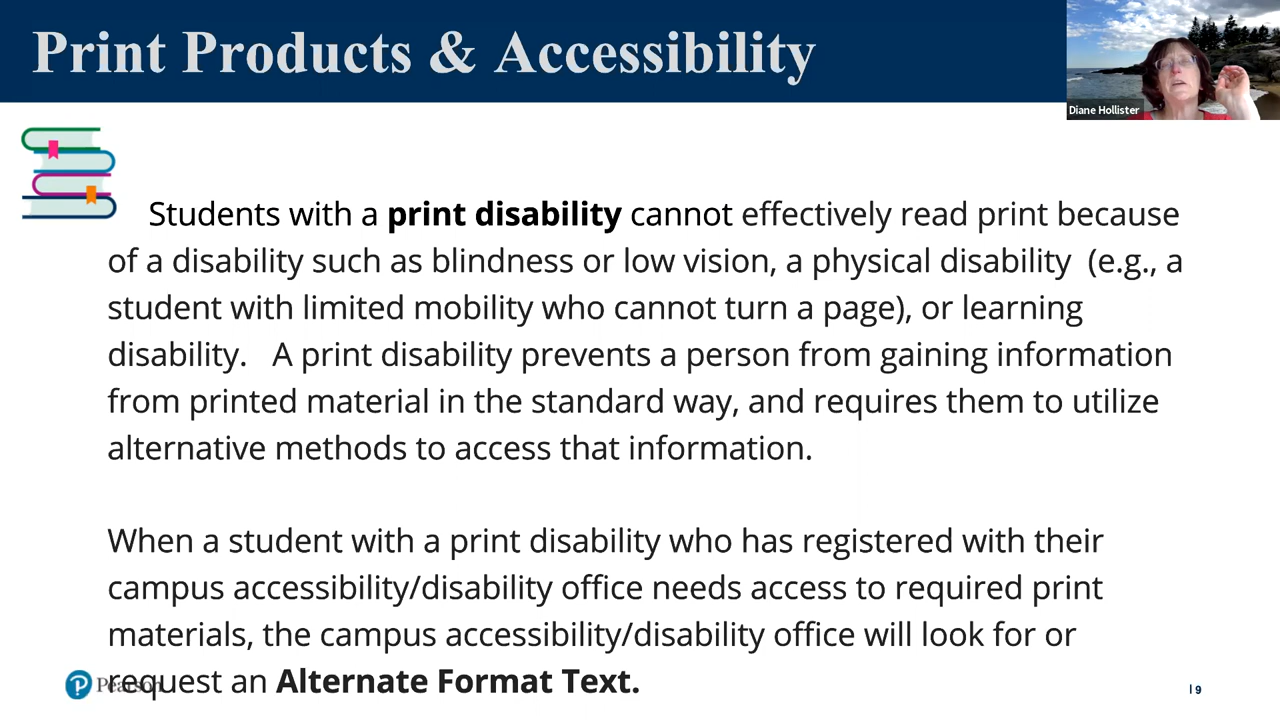 Print Products & Accessibility
Diane Hollister
Students with a print disability cannot effectively read print because
of a disability such as blindness or low vision, a physical disability (e.g., a
student with limited mobility who cannot turn a page), or learning
disability. A print disability prevents a person from gaining information
from printed material in the standard way, and requires them to utilize
alternative methods to access that information.
When a student with a print disability who has registered with their
campus accessibility/disability office needs access to required print
materials, the campus accessibility/disability office will look for or
request an Alternate Format Text.
Pearson
| 9